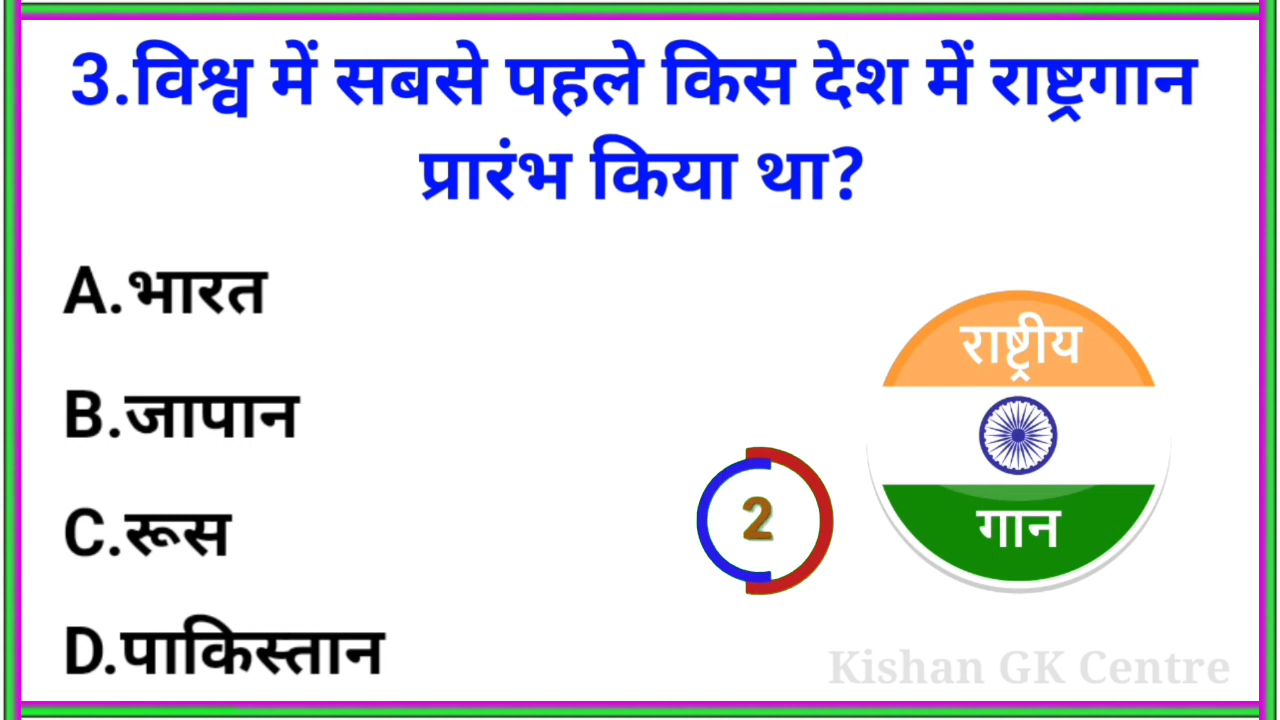 3.विश्व में सबसे पहले किस देश में राष्ट्रगान
प्रारंभ किया था?
A.भारत
B.जापान
C.रूस
D.पाकिस्तान
राष्ट्रीय
गान
2
Kishan GK Centre